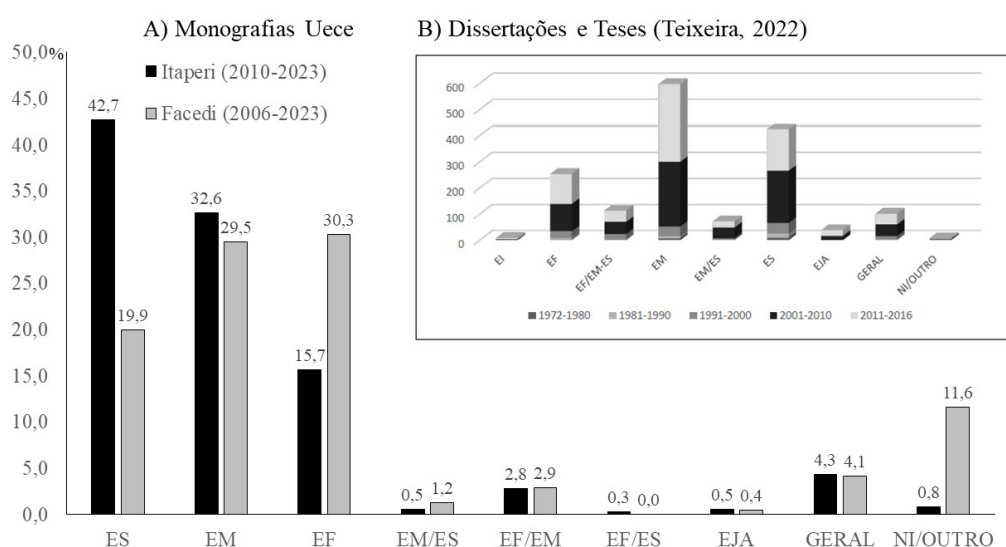 A) Monografias Uece
Itaperi (2010-2023)
Facedi (2006-2023)
B) Dissertações e Teses (Teixeira, 2022)
600
500
400
300
200
100
0
EI
EF
EF/EM-ES
EM
EM/ES
ES
EJA
GERAL
NI/OUTRO
1972-1980 1981-1990 1991-2000 2001-2010 2011-2016
50,0%
45,0
40,0
35,0
30,0
25,0
20,0
15,0
10,0
5,0
0,0
42,7 19,9
32,6 29,5
15,7 30,3
0,5 1,2
2,8 2,9
0,3 0,0
0,5 0,4
4,3 4,1
0,8 11,6
ES EM EF EM/ES EF/EM EF/ES EJA GERAL NI/OUTRO